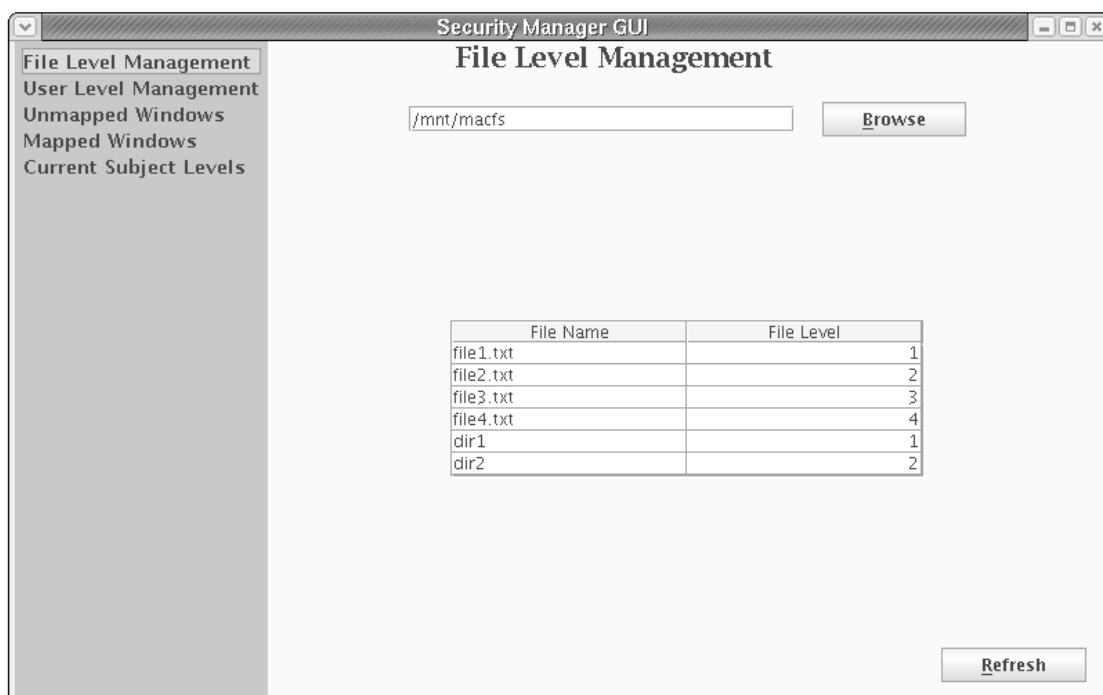 Security Manager GUI
File Level Management
User Level Management
Unmapped Windows
Mapped Windows
Current Subject Levels
File Level Management
/mnt/macfs
Browse
File Name File Level
file1.txt 1
file2.txt 2
file3.txt 3
file4.txt 4
dir1 1
dir2 2
Refresh